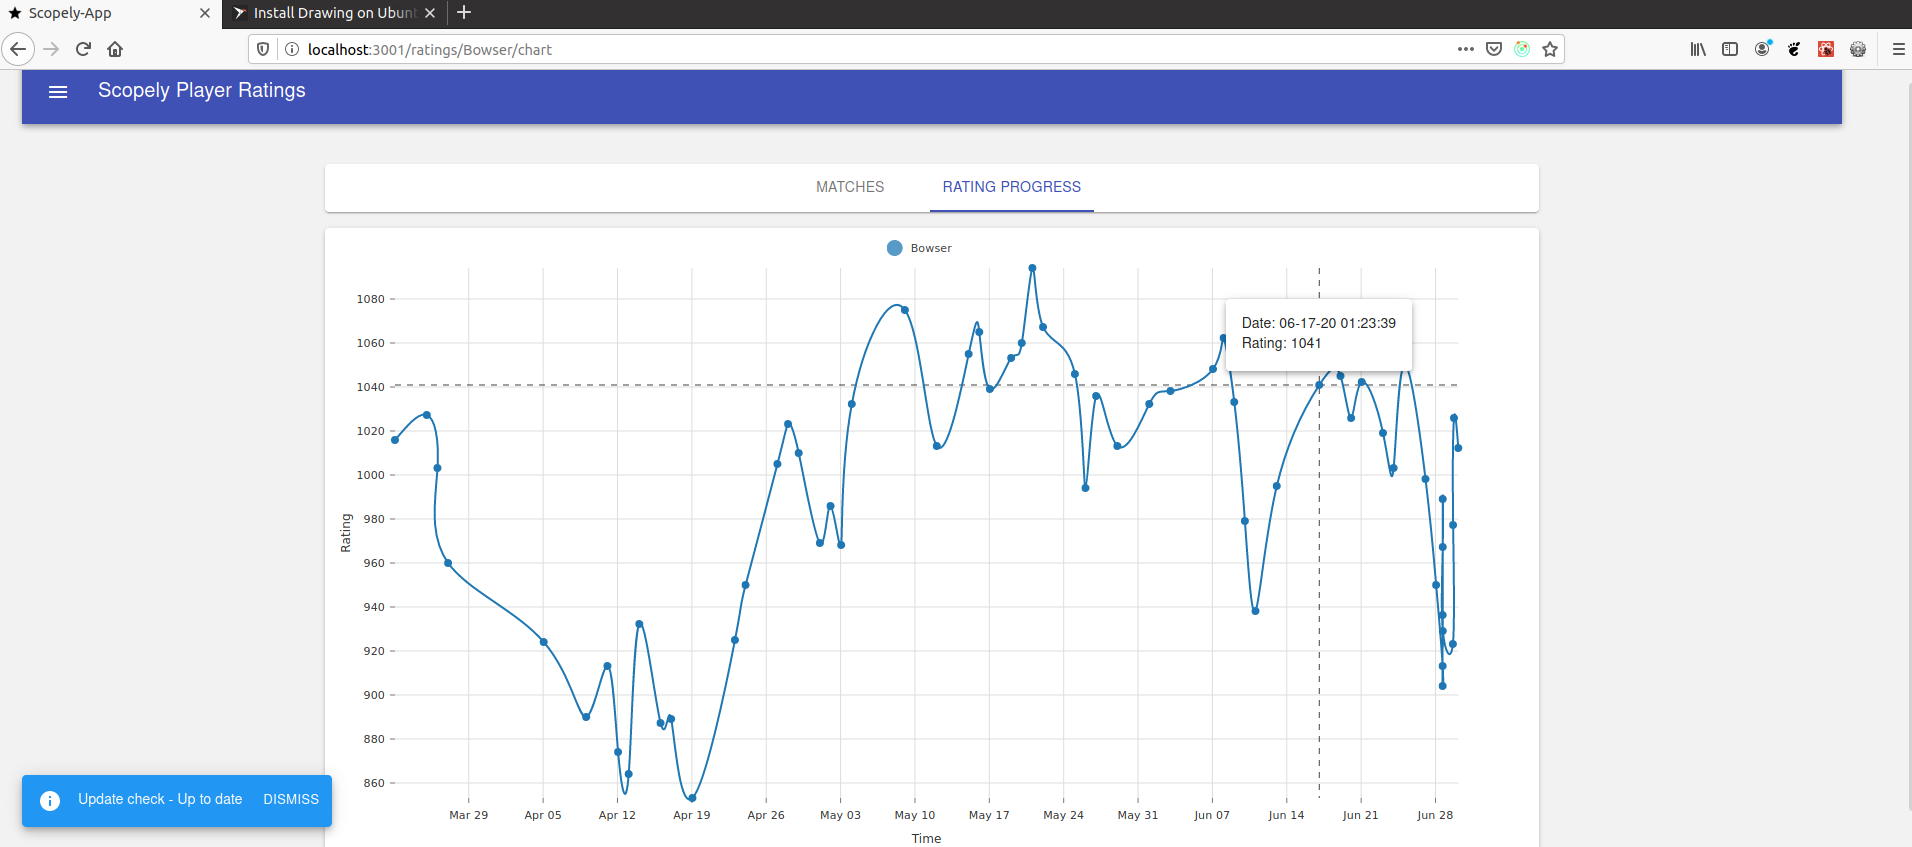 Scopely-App
Install Drawing on Ubunt
localhost:3001/ratings/Bowser/chart
Scopely Player Ratings
MATCHES
RATING PROGRESS
Bowser
1080
1060
1040
1020
1000
980
960
940
920
900
880
860
Rating
Date: 06-17-20 01:23:39
Rating: 1041
Mar 29
Apr 05
Apr 12
Apr 19
Apr 26
May 03
May 10
May 17
May 24
May 31
Jun 07
Jun 14
Jun 21
Jun 28
Time
Update check - Up to date
DISMISS